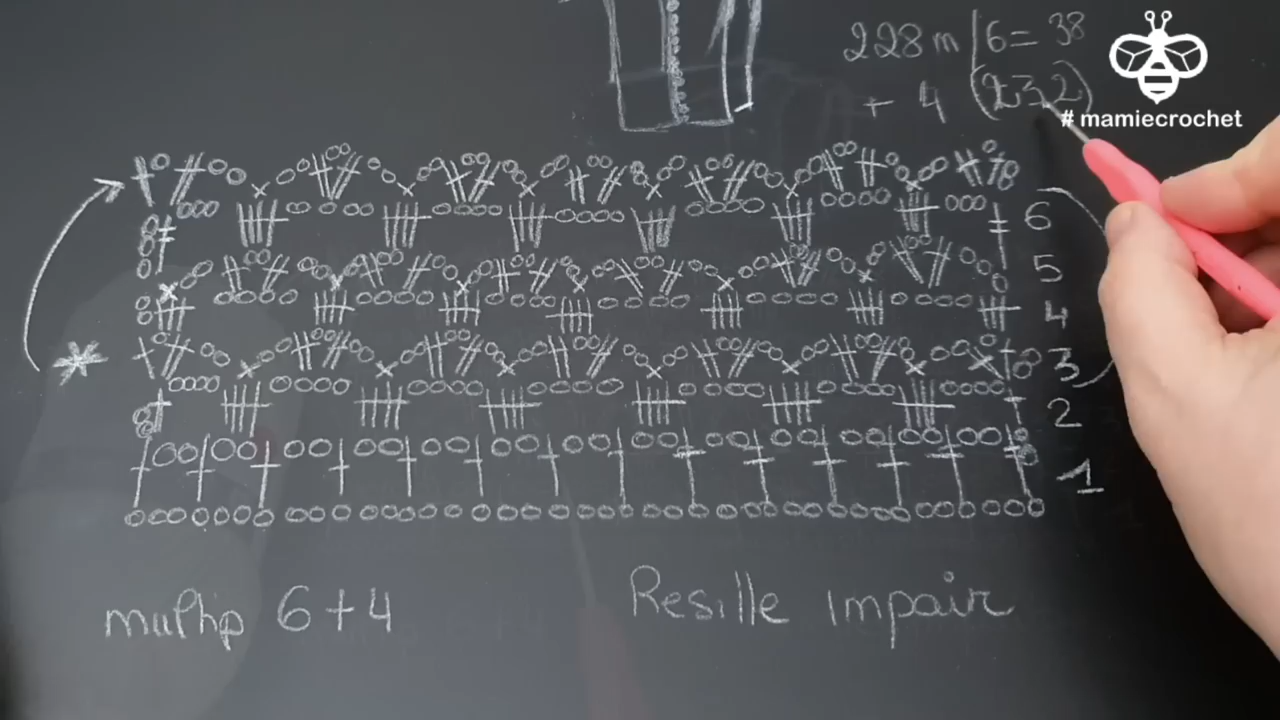 228 m 6 = 38
+ 4 (232)
# mamiecrochet
6
5
4
3
2
1
multip 6+4
Resille Impair